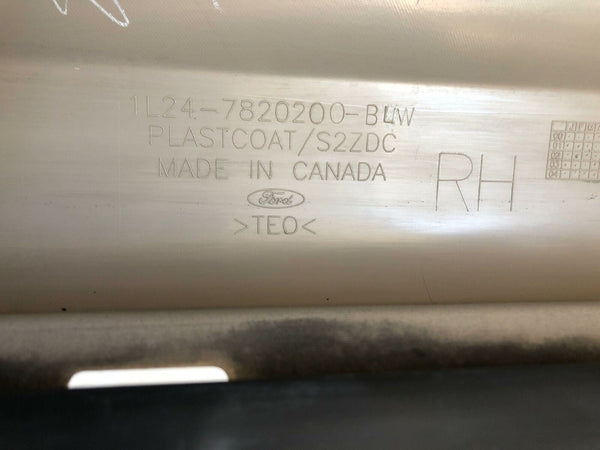 1L24-7820200-BLW
PLASTCOAT/S2ZDC
MADE IN CANADA
RH
Ford
>TEO<